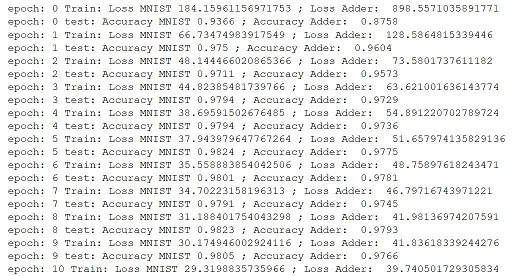 epoch: 0 Train: Loss MNIST 184.15961156971753 ; Loss Adder: 898.5571035891771
epoch: 0 test: Accuracy MNIST 0.9366 ; Accuracy Adder: 0.8758
epoch: 1 Train: Loss MNIST 66.73474983917549 ; Loss Adder: 128.5864815339446
epoch: 1 test: Accuracy MNIST 0.975 ; Accuracy Adder: 0.9604
epoch: 2 Train: Loss MNIST 48.144466020865366 ; Loss Adder: 73.5801737611182
epoch: 2 test: Accuracy MNIST 0.9711 ; Accuracy Adder: 0.9573
epoch: 3 Train: Loss MNIST 44.82385481739766 ; Loss Adder: 63.621001636143774
epoch: 3 test: Accuracy MNIST 0.9794 ; Accuracy Adder: 0.9729
epoch: 4 Train: Loss MNIST 38.69591502676485 ; Loss Adder: 54.891220702789724
epoch: 4 test: Accuracy MNIST 0.9794 ; Accuracy Adder: 0.9736
epoch: 5 Train: Loss MNIST 37.943979647767264 ; Loss Adder: 51.657974135829136
epoch: 5 test: Accuracy MNIST 0.9824 ; Accuracy Adder: 0.9775
epoch: 6 Train: Loss MNIST 35.558883854042506 ; Loss Adder: 48.75897618243471
epoch: 6 test: Accuracy MNIST 0.9801 ; Accuracy Adder: 0.9781
epoch: 7 Train: Loss MNIST 34.70223158196313 ; Loss Adder: 46.79716743971221
epoch: 7 test: Accuracy MNIST 0.9791 ; Accuracy Adder: 0.9745
epoch: 8 Train: Loss MNIST 31.188401754043298 ; Loss Adder: 41.98136974207591
epoch: 8 test: Accuracy MNIST 0.9823 ; Accuracy Adder: 0.9793
epoch: 9 Train: Loss MNIST 30.174946002924116 ; Loss Adder: 41.83618339244276
epoch: 9 test: Accuracy MNIST 0.9805 ; Accuracy Adder: 0.9766
epoch: 10 Train: Loss MNIST 29.3198835735966 ; Loss Adder: 39.740501729305834